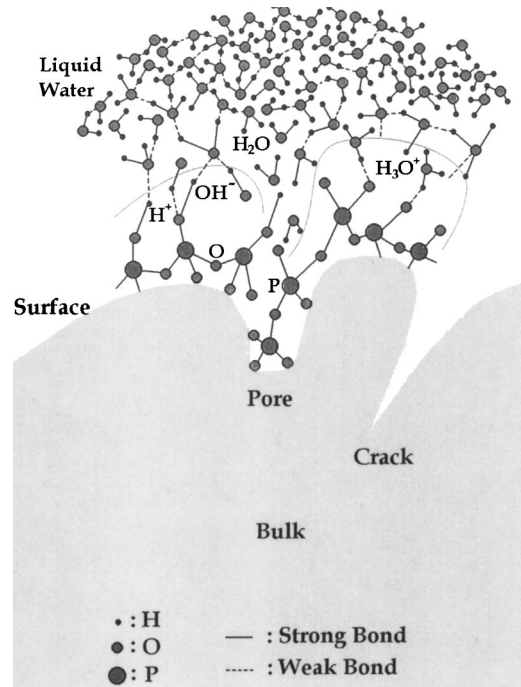 Liquid
Water
H₂O
H₃O⁺
OH⁻
H⁺
O
P
Surface
Pore
Crack
Bulk
: H
: O
: P
: Strong Bond
: Weak Bond